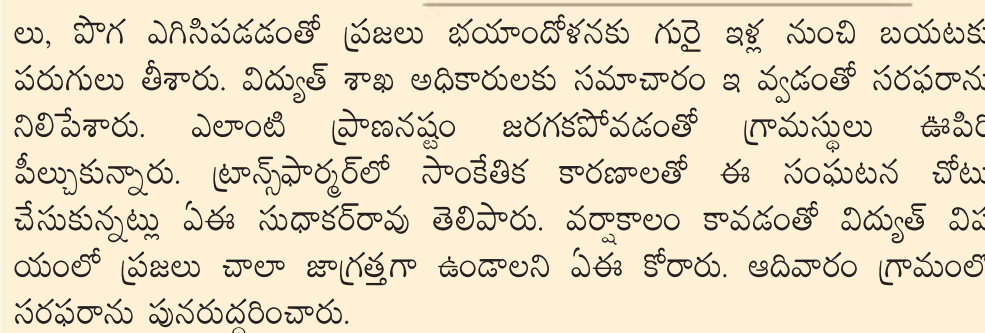 లు, పొగ ఎగిసిపడడంతో ప్రజలు భయాందోళనకు గురై ఇళ్ల నుంచి బయటకు
పరుగులు తీశారు. విద్యుత్ శాఖ అధికారులకు సమాచారం ఇ వ్వడంతో సరఫరాను
నిలిపేశారు. ఎలాంటి ప్రాణనష్టం జరగకపోవడంతో గ్రామస్థులు ఊపిరి
పీల్చుకున్నారు. ట్రాన్స్‌ఫార్మర్‌లో సాంకేతిక కారణాలతో ఈ సంఘటన చోటు
చేసుకున్నట్లు ఏఈ సుధాకర్‌రావు తెలిపారు. వర్షాకాలం కావడంతో విద్యుత్ విష
యంలో ప్రజలు చాలా జాగ్రత్తగా ఉండాలని ఏఈ కోరారు. ఆదివారం గ్రామంలో
సరఫరాను పునరుద్ధరించారు.